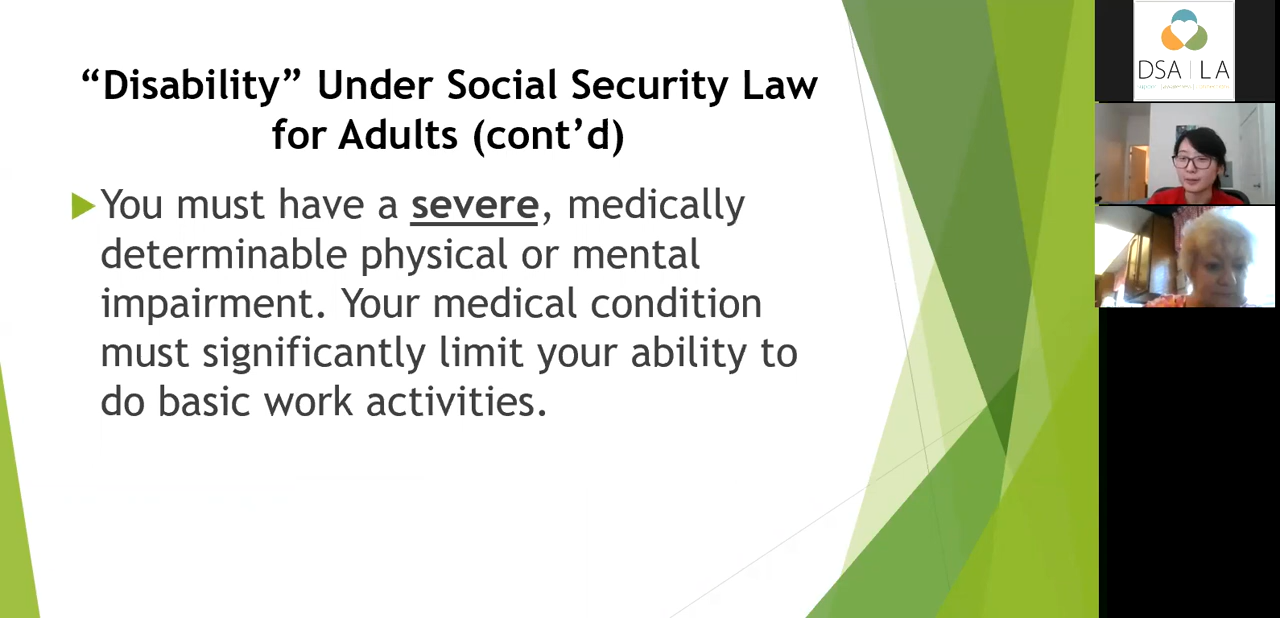 “Disability” Under Social Security Law
for Adults (cont’d)
You must have a severe, medically
determinable physical or mental
impairment. Your medical condition
must significantly limit your ability to
do basic work activities.
DSA | LA